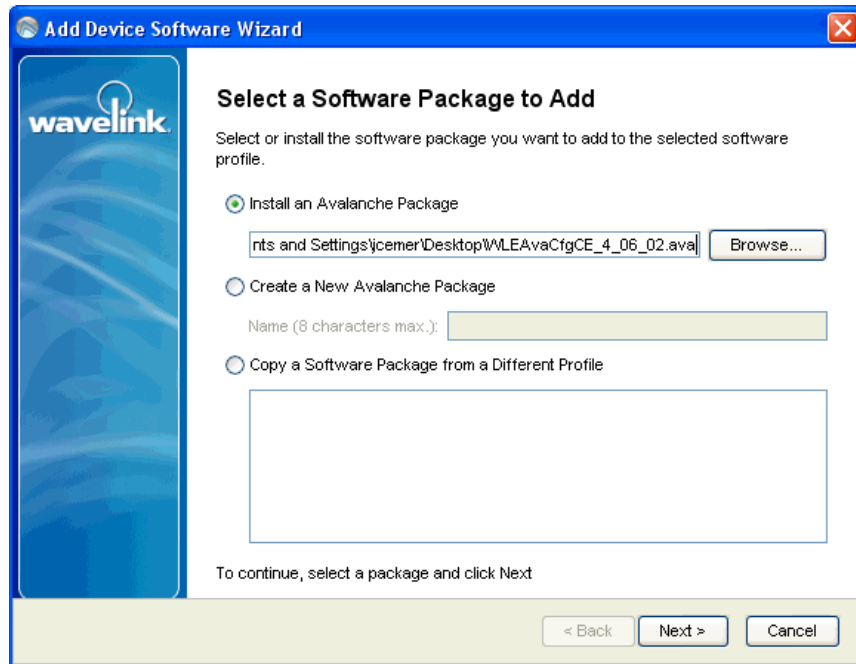 Add Device Software Wizard
wavelink.
Select a Software Package to Add
Select or install the software package you want to add to the selected software
profile.
Install an Avalanche Package
nts and Settings\jcemer\Desktop\WLEAvaCfgCE_4_06_02.ava
Browse...
Create a New Avalanche Package
Name (8 characters max.):
Copy a Software Package from a Different Profile
To continue, select a package and click Next
< Back
Next >
Cancel